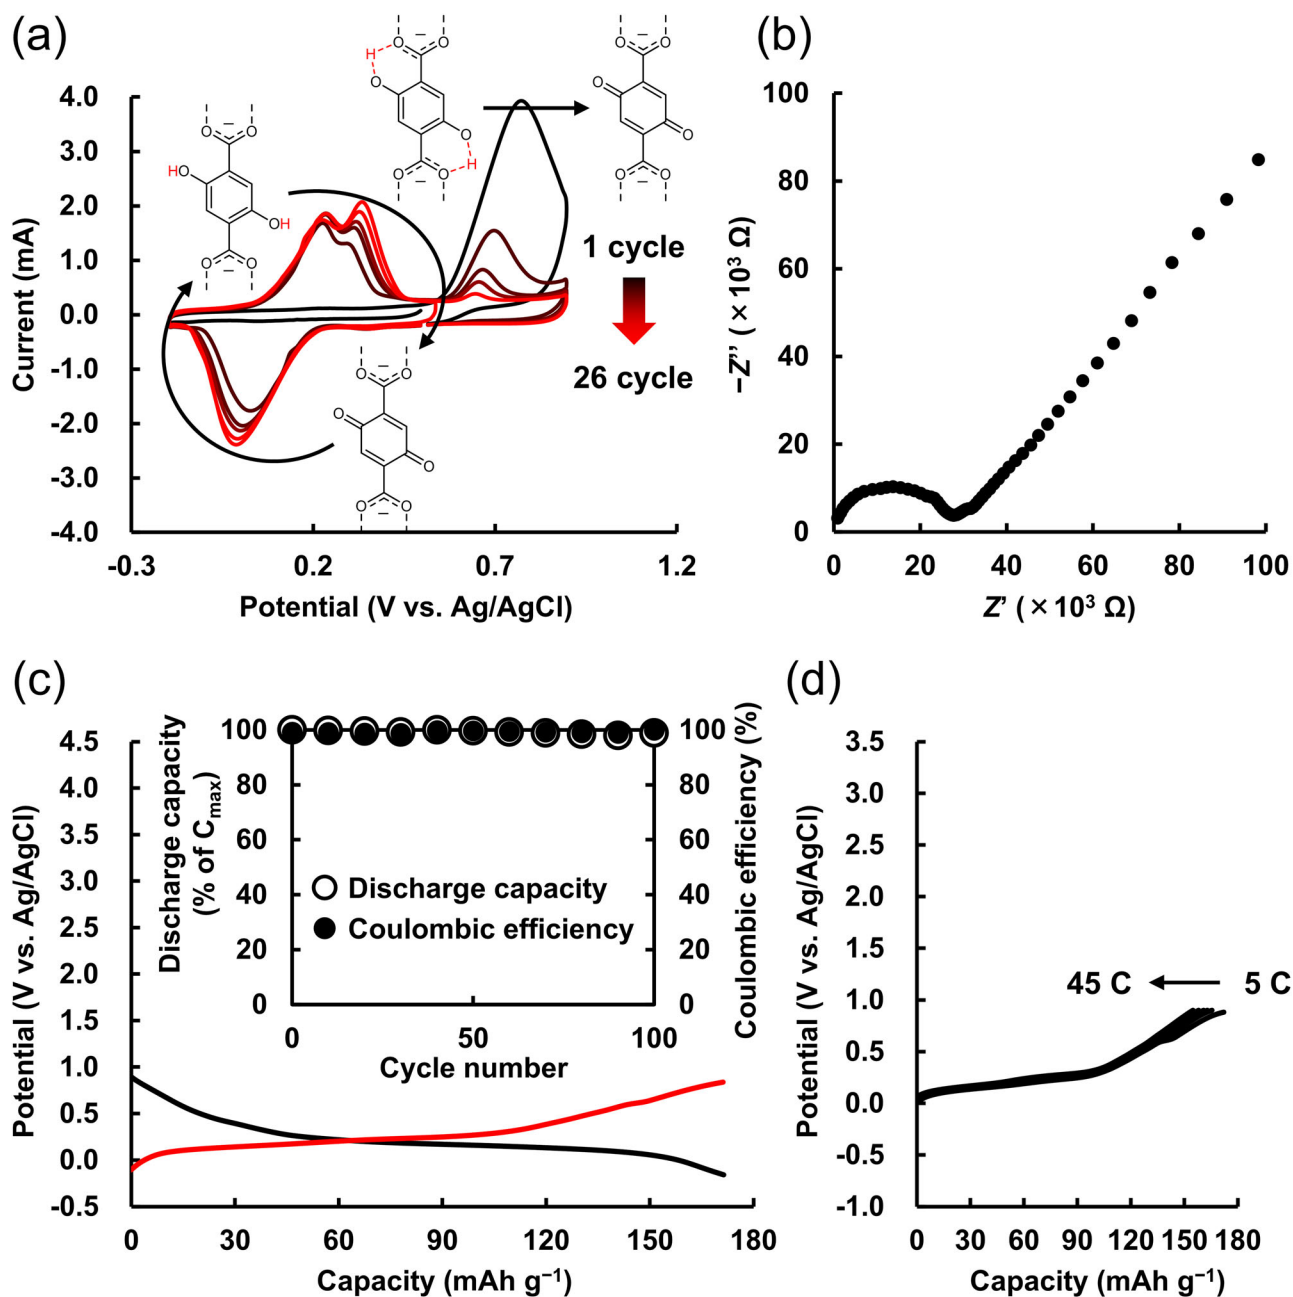 (a)
4.0
3.0
2.0
1.0
0.0
-1.0
-2.0
-3.0
-4.0
-0.3
0.2
0.7
1.2
Current (mA)
Potential (V vs. Ag/AgCl)
O
O
HO
OH
O
O
H
O
O
O
O
H
O
O
O
O
O
O
O
O
1 cycle
26 cycle
O
O
O
O
O
O
(b)
100
80
60
40
20
0
0
20
40
60
80
100
−Z'' (×10³ Ω)
Z' (×10³ Ω)
(c)
4.5
4.0
3.5
3.0
2.5
2.0
1.5
1.0
0.5
0.0
-0.5
0
30
60
90
120
150
180
Potential (V vs. Ag/AgCl)
Capacity (mAh g⁻¹)
Discharge capacity
(% of Cmax)
100
80
60
40
20
0
Discharge capacity
Coulombic efficiency
100
80
60
40
20
0
Coulombic efficiency (%)
0
50
100
Cycle number
(d)
3.5
3.0
2.5
2.0
1.5
1.0
0.5
0.0
-0.5
-1.0
45 C
5 C
0
30
60
90
120
150
180
Potential (V vs. Ag/AgCl)
Capacity (mAh g⁻¹)